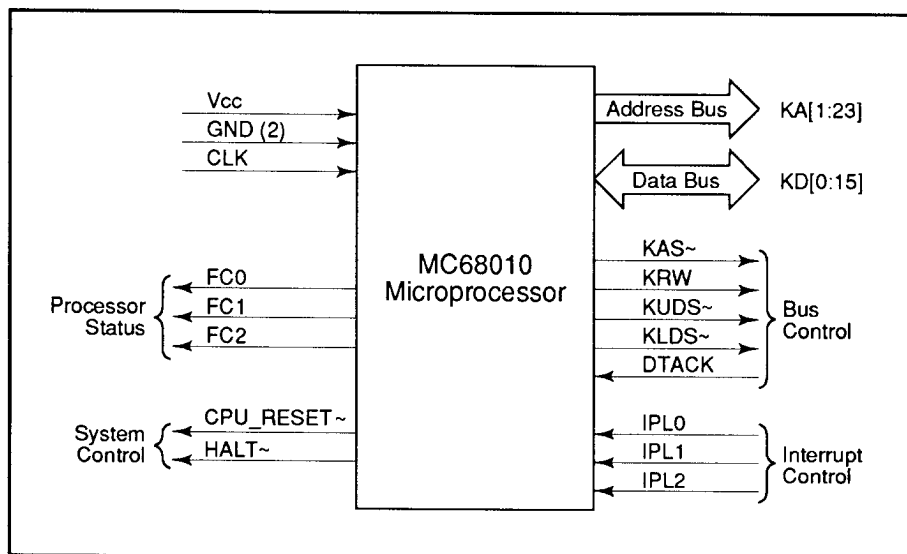 Vcc
GND (2)
CLK
Processor
Status
FC0
FC1
FC2
System
Control
CPU_RESET~
HALT~
MC68010
Microprocessor
Address Bus
KA[1:23]
Data Bus
KD[0:15]
KAS~
KRW
KUDS~
KLDS~
DTACK
Bus
Control
IPL0
IPL1
IPL2
Interrupt
Control